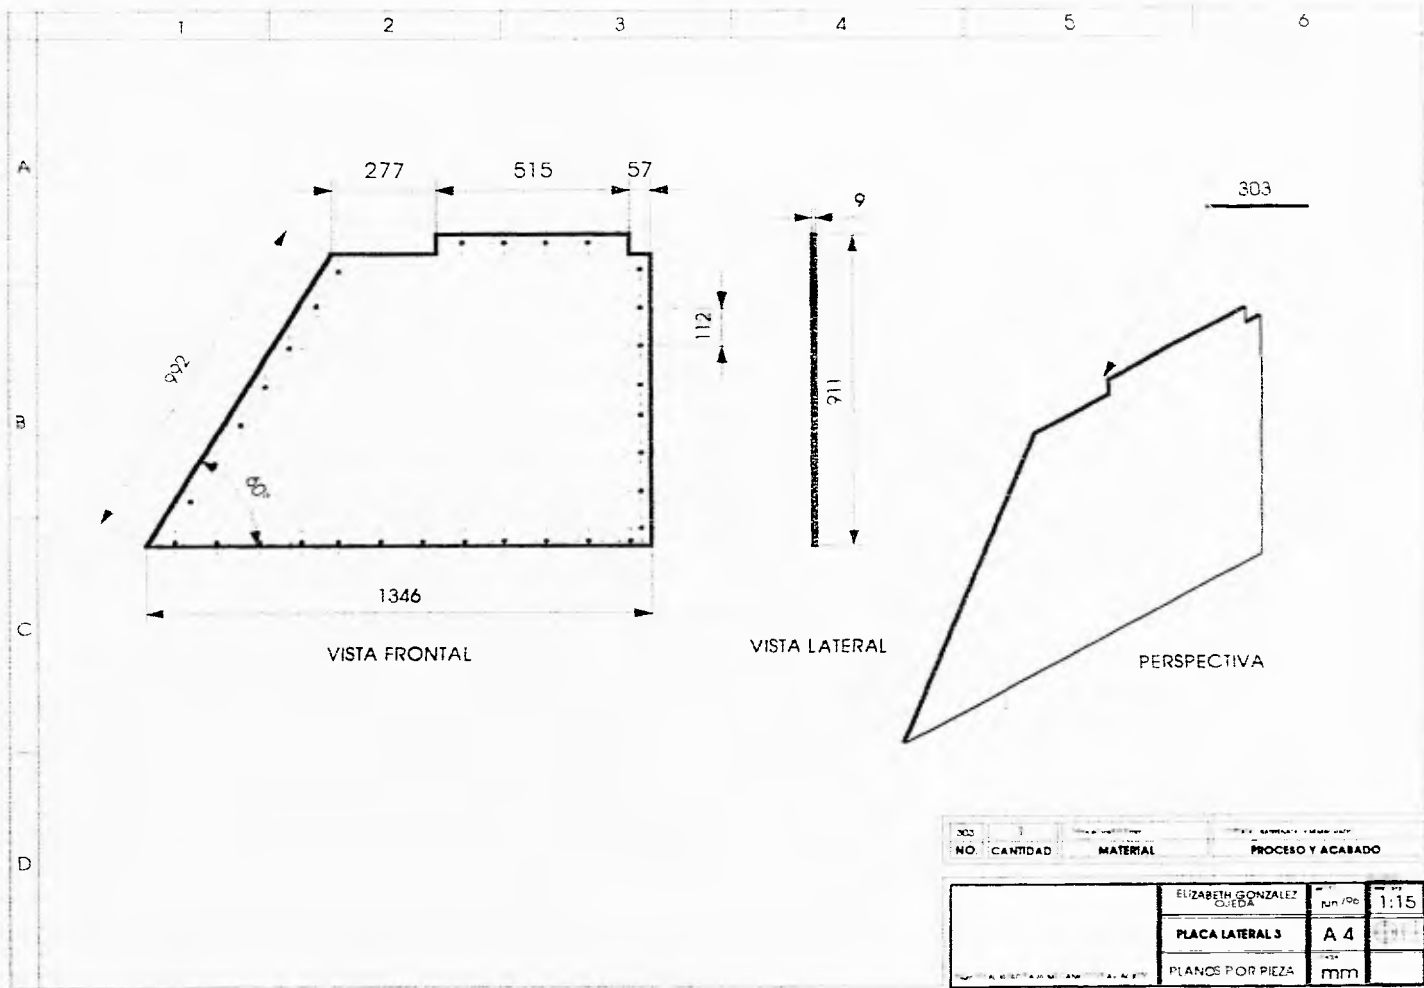 1 2 3 4 5 6
A
B
C
D
277 515 57
992
112
1346
VISTA FRONTAL
9
911
VISTA LATERAL
303
PERSPECTIVA
303 1
NO. CANTIDAD MATERIAL PROCESO Y ACABADO
ELIZABETH GONZALEZ
OJEDA
jun/96
1:15
PLACA LATERAL 3
A 4
PLANOS POR PIEZA
mm